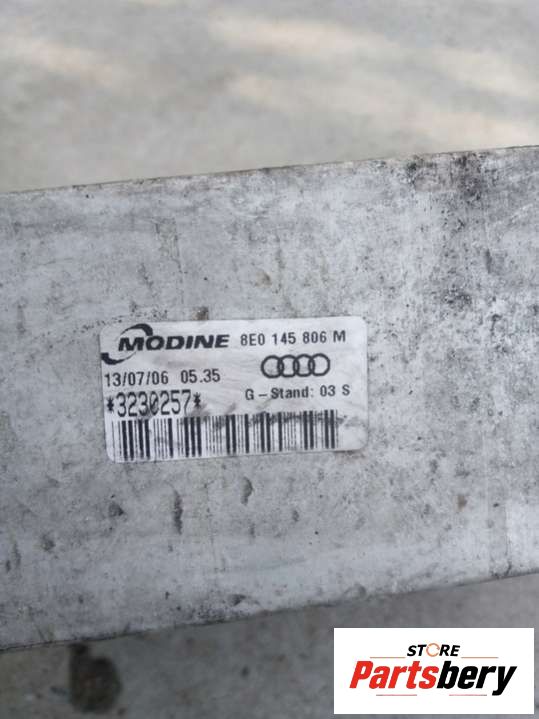 MODINE 8E0 145 806 M
13/07/06 05.35
G-Stand: 03 S
*3230257*
STORE
Partsbery